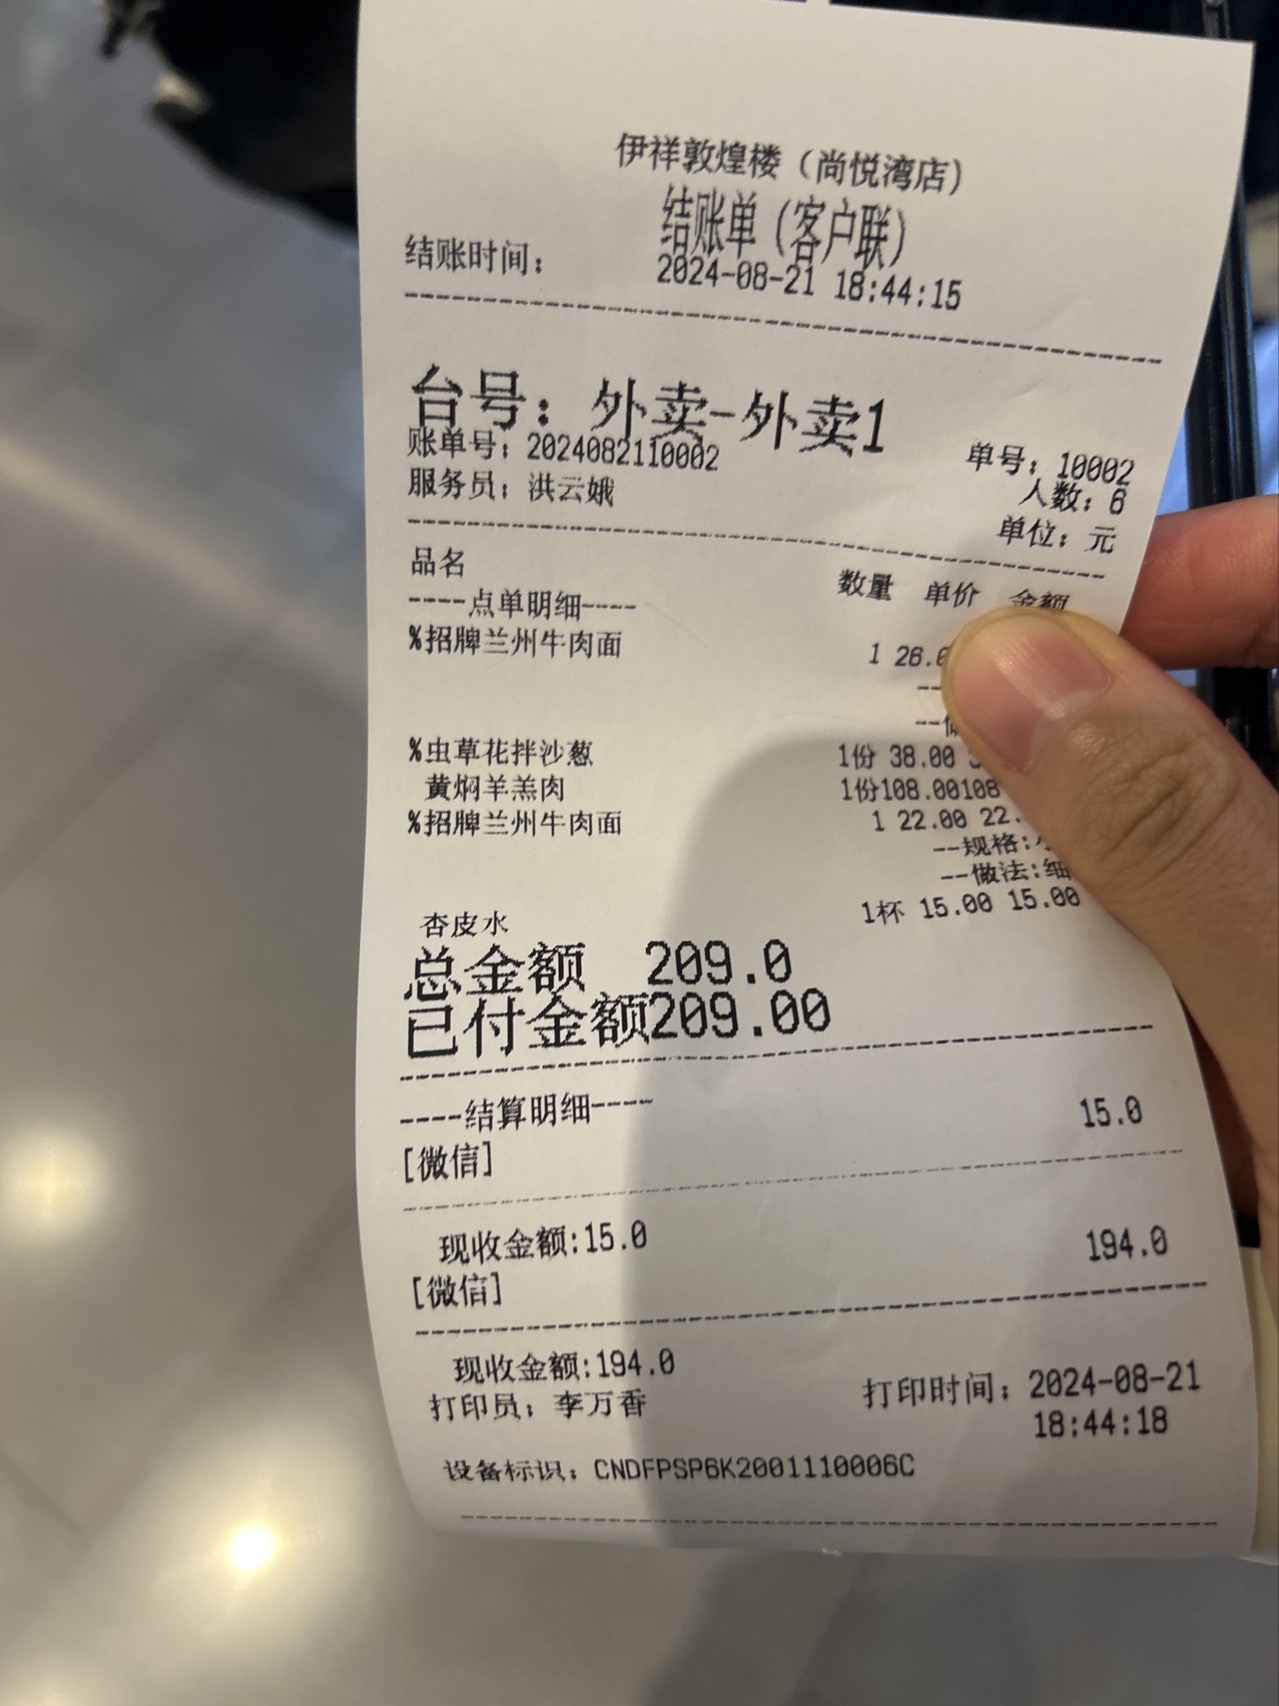 伊祥敦煌楼（尚悦湾店）
结账单（客户联）
结账时间： 2024-08-21 18:44:15
台号：外卖-外卖1
账单号：2024082110002 单号：10002
服务员：洪云娥 人数：6
单位：元
品名 数量 单价 金额
----点单明细----
%招牌兰州牛肉面 1 26.0
--
--做
%虫草花拌沙葱 1份 38.00
黄焖羊羔肉 1份108.00108
%招牌兰州牛肉面 1 22.00 22.
--规格:
--做法:细
杏皮水 1杯 15.00 15.00
总金额 209.0
已付金额209.00
----结算明细----
[微信] 15.0
现收金额:15.0
[微信] 194.0
现收金额:194.0
打印员：李万香 打印时间：2024-08-21
18:44:18
设备标识：CNDFPSP6K2001110006C